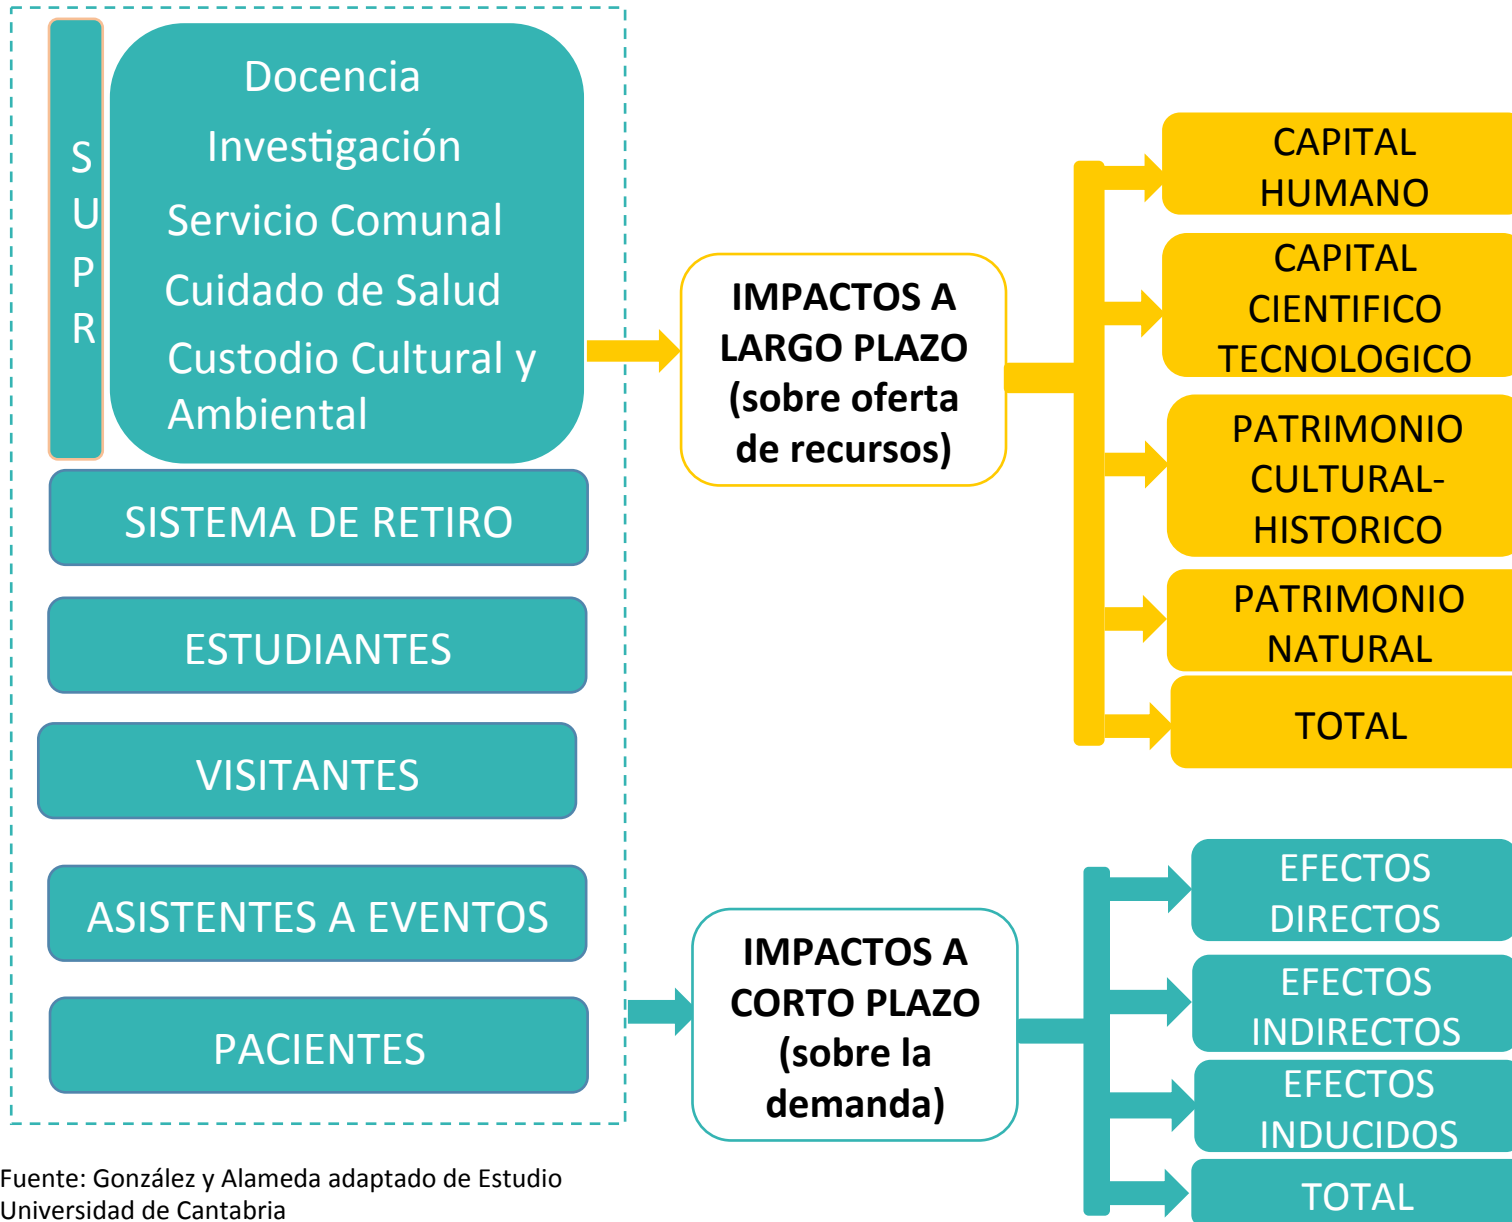 S
U
P
R
Docencia
Investigación
Servicio Comunal
Cuidado de Salud
Custodio Cultural y
Ambiental
SISTEMA DE RETIRO
ESTUDIANTES
VISITANTES
ASISTENTES A EVENTOS
PACIENTES
IMPACTOS A
LARGO PLAZO
(sobre oferta
de recursos)
CAPITAL
HUMANO
CAPITAL
CIENTIFICO
TECNOLOGICO
PATRIMONIO
CULTURAL-
HISTORICO
PATRIMONIO
NATURAL
TOTAL
IMPACTOS A
CORTO PLAZO
(sobre la
demanda)
EFECTOS
DIRECTOS
EFECTOS
INDIRECTOS
EFECTOS
INDUCIDOS
TOTAL
Fuente: González y Alameda adaptado de Estudio
Universidad de Cantabria